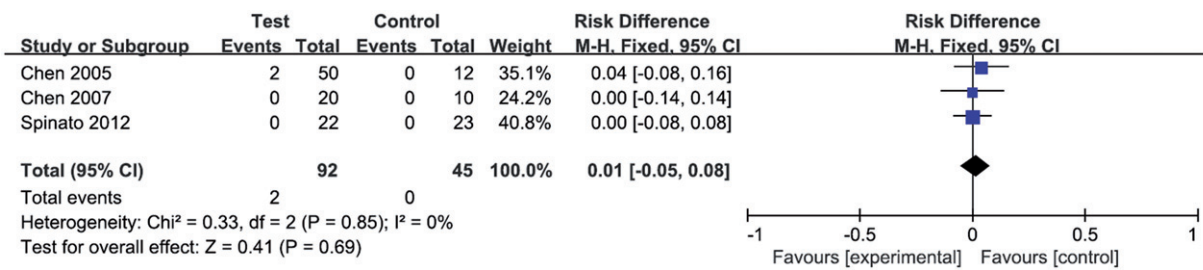 Test Control Risk Difference Risk Difference
Study or Subgroup Events Total Events Total Weight M-H, Fixed, 95% CI M-H, Fixed, 95% CI
Chen 2005 2 50 0 12 35.1% 0.04 [-0.08, 0.16]
Chen 2007 0 20 0 10 24.2% 0.00 [-0.14, 0.14]
Spinato 2012 0 22 0 23 40.8% 0.00 [-0.08, 0.08]
Total (95% CI) 92 45 100.0% 0.01 [-0.05, 0.08]
Total events 2 0
Heterogeneity: Chi² = 0.33, df = 2 (P = 0.85); I² = 0%
Test for overall effect: Z = 0.41 (P = 0.69)
-1 -0.5 0 0.5 1
Favours [experimental] Favours [control]